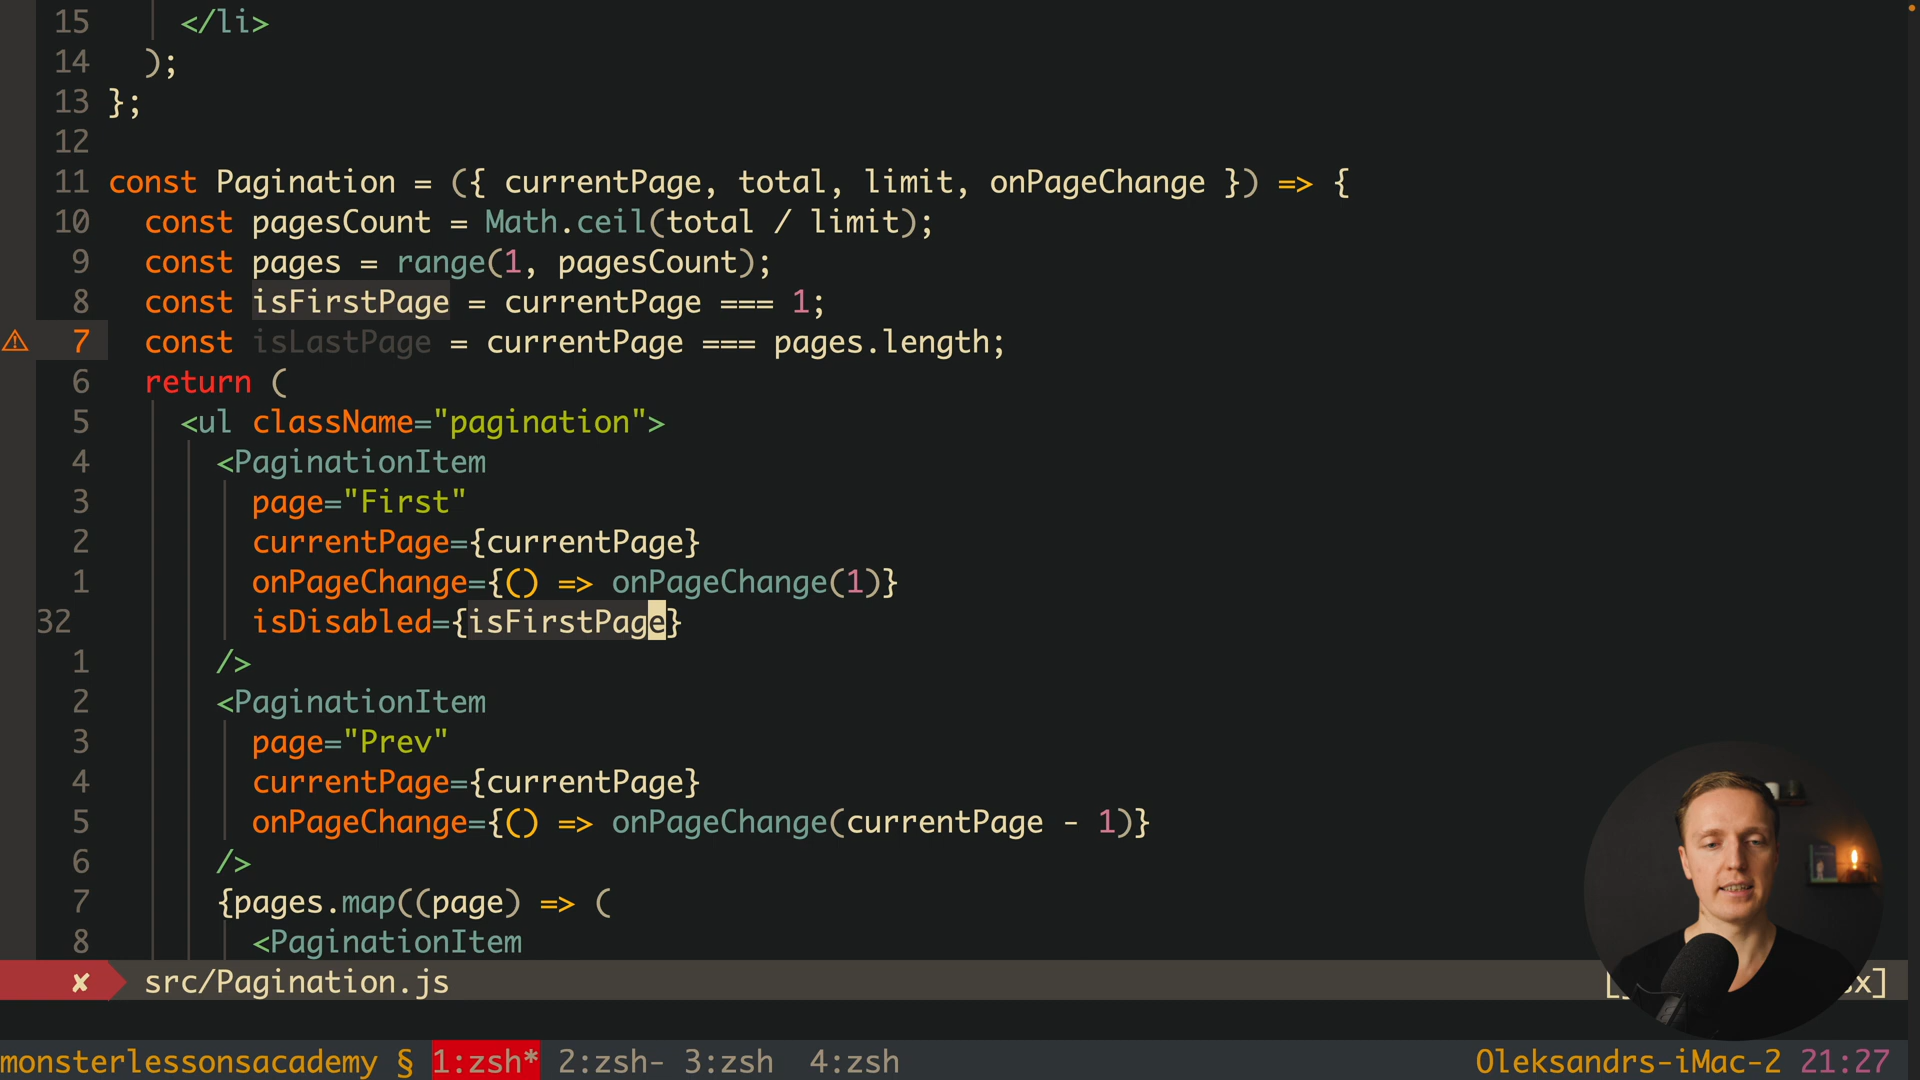 15 </li>
14 );
13 };
12
11 const Pagination = ({ currentPage, total, limit, onPageChange }) => {
10 const pagesCount = Math.ceil(total / limit);
9 const pages = range(1, pagesCount);
8 const isFirstPage = currentPage === 1;
7 const isLastPage = currentPage === pages.length;
6 return (
5 <ul className="pagination">
4 <PaginationItem
3 page="First"
2 currentPage={currentPage}
1 onPageChange={() => onPageChange(1)}
32 isDisabled={isFirstPage}
1 />
2 <PaginationItem
3 page="Prev"
4 currentPage={currentPage}
5 onPageChange={() => onPageChange(currentPage - 1)}
6 />
7 {pages.map((page) => (
8 <PaginationItem
✘ src/Pagination.js
monsterlessonsacademy § 1:zsh* 2:zsh- 3:zsh 4:zsh Oleksandrs-iMac-2 21:27